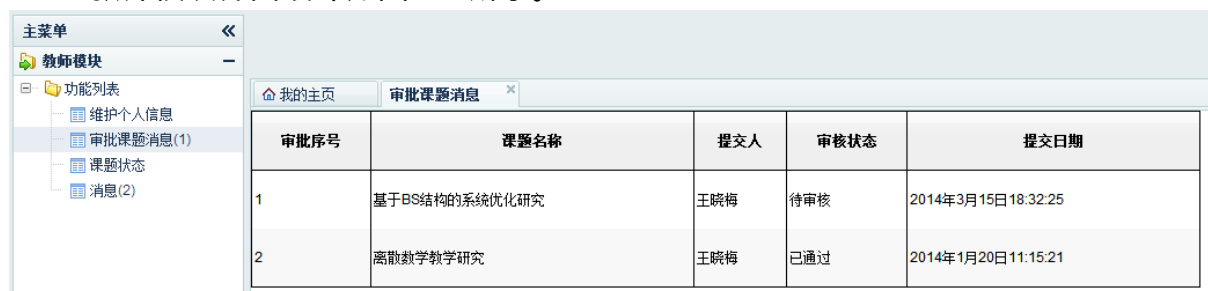 主菜单
教师模块
功能列表
维护个人信息
审批课题消息(1)
课题状态
消息(2)
我的主页 审批课题消息
审批序号 课题名称 提交人 审核状态 提交日期
1 基于BS结构的系统优化研究 王晓梅 待审核 2014年3月15日18:32:25
2 离散数学教学研究 王晓梅 已通过 2014年1月20日11:15:21